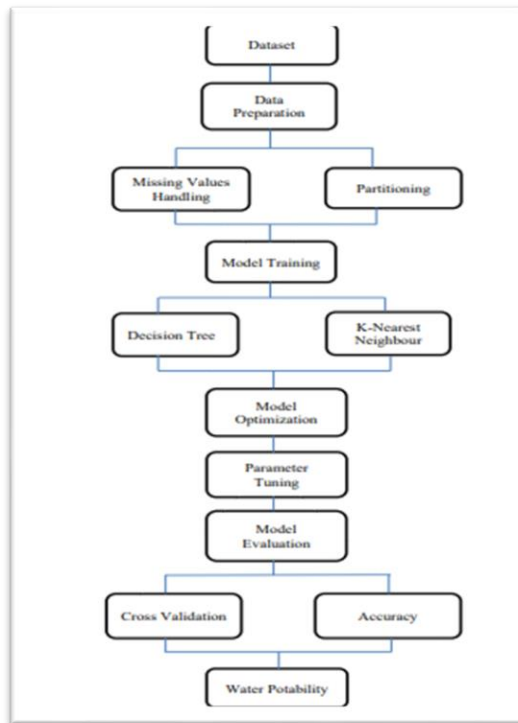 Dataset
Data
Preparation
Missing Values
Handling
Partitioning
Model Training
Decision Tree
K-Nearest
Neighbour
Model
Optimization
Parameter
Tuning
Model
Evaluation
Cross Validation
Accuracy
Water Potability